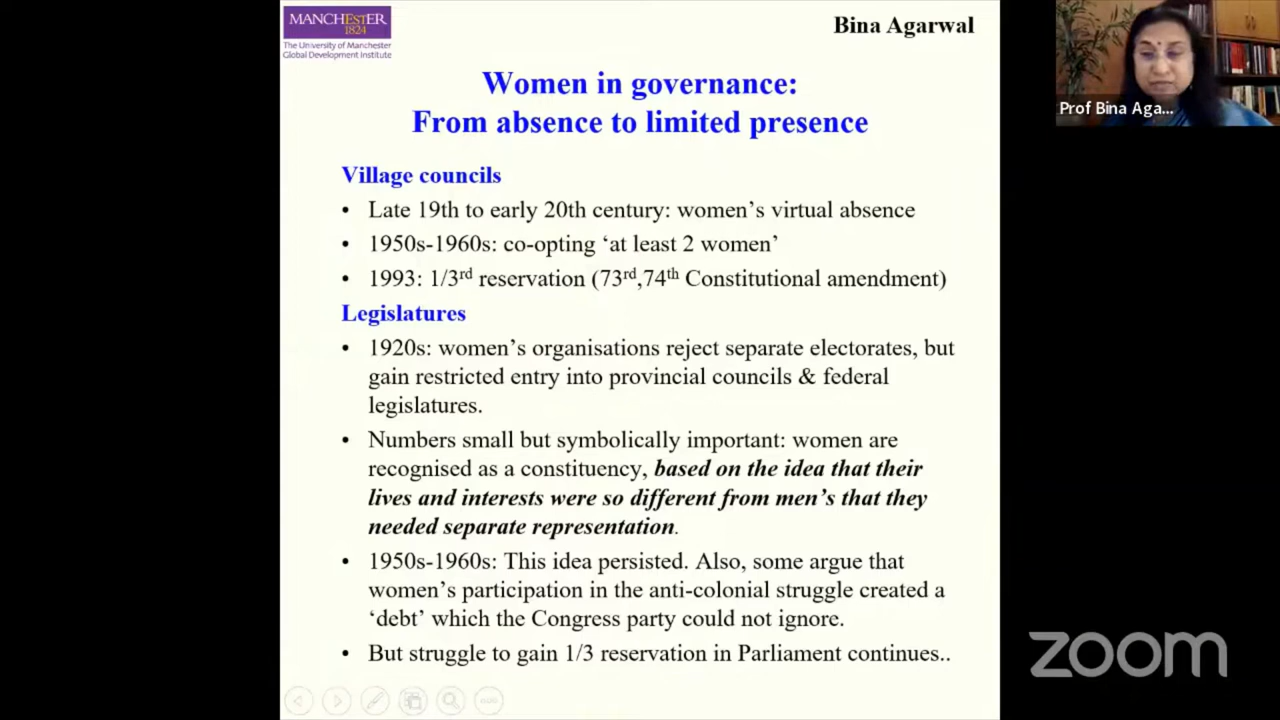 MANCHESTER
1824
The University of Manchester
Global Development Institute
Bina Agarwal
Women in governance:
From absence to limited presence
Village councils
• Late 19th to early 20th century: women's virtual absence
• 1950s-1960s: co-opting ‘at least 2 women’
• 1993: 1/3rd reservation (73rd,74th Constitutional amendment)
Legislatures
• 1920s: women's organisations reject separate electorates, but
gain restricted entry into provincial councils & federal
legislatures.
• Numbers small but symbolically important: women are
recognised as a constituency, based on the idea that their
lives and interests were so different from men's that they
needed separate representation.
• 1950s-1960s: This idea persisted. Also, some argue that
women's participation in the anti-colonial struggle created a
‘debt’ which the Congress party could not ignore.
• But struggle to gain 1/3 reservation in Parliament continues..
Prof Bina Aga...
zoom